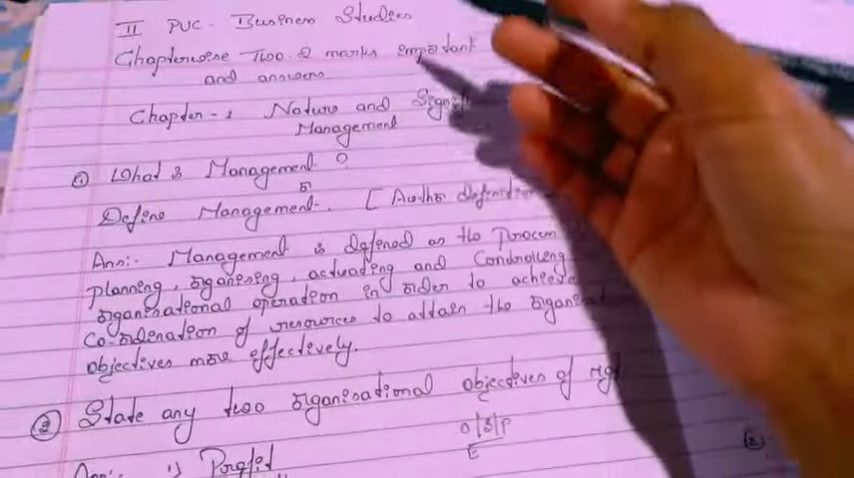 II PUC. Business Studies
Chapterwise Two 2 marks important
and answers
Chapter-1 Nature and
Management
① What is Management ?
or
Define Management. [Author definition
Ans:- Management is defined as the Process
planning, organising, actuating and Controlling
organisational operation in order to achieve
Co-ordination of resources to attain the
objectives more effectively.
② State any two organisational objectives of mgt
O/S/P
E
Ans:- i) Profit